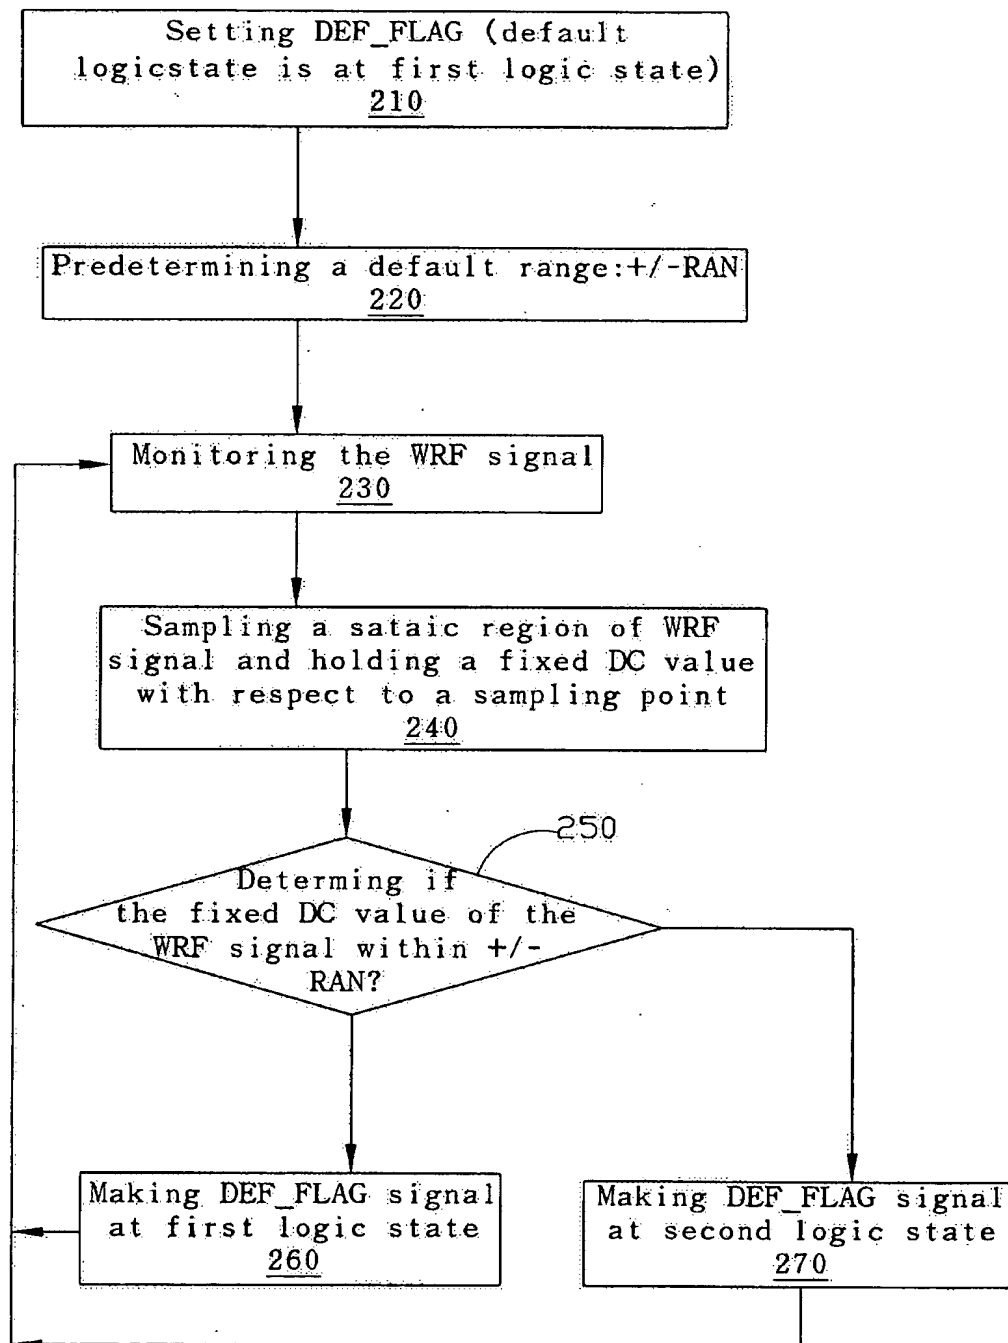 Setting DEF_FLAG (default
logicstate is at first logic state)
210
Predetermining a default range:+/-RAN
220
Monitoring the WRF signal
230
Sampling a sataic region of WRF
signal and holding a fixed DC value
with respect to a sampling point
240
250
Determing if
the fixed DC value of the
WRF signal within +/-
RAN?
Making DEF_FLAG signal
at first logic state
260
Making DEF_FLAG signal
at second logic state
270